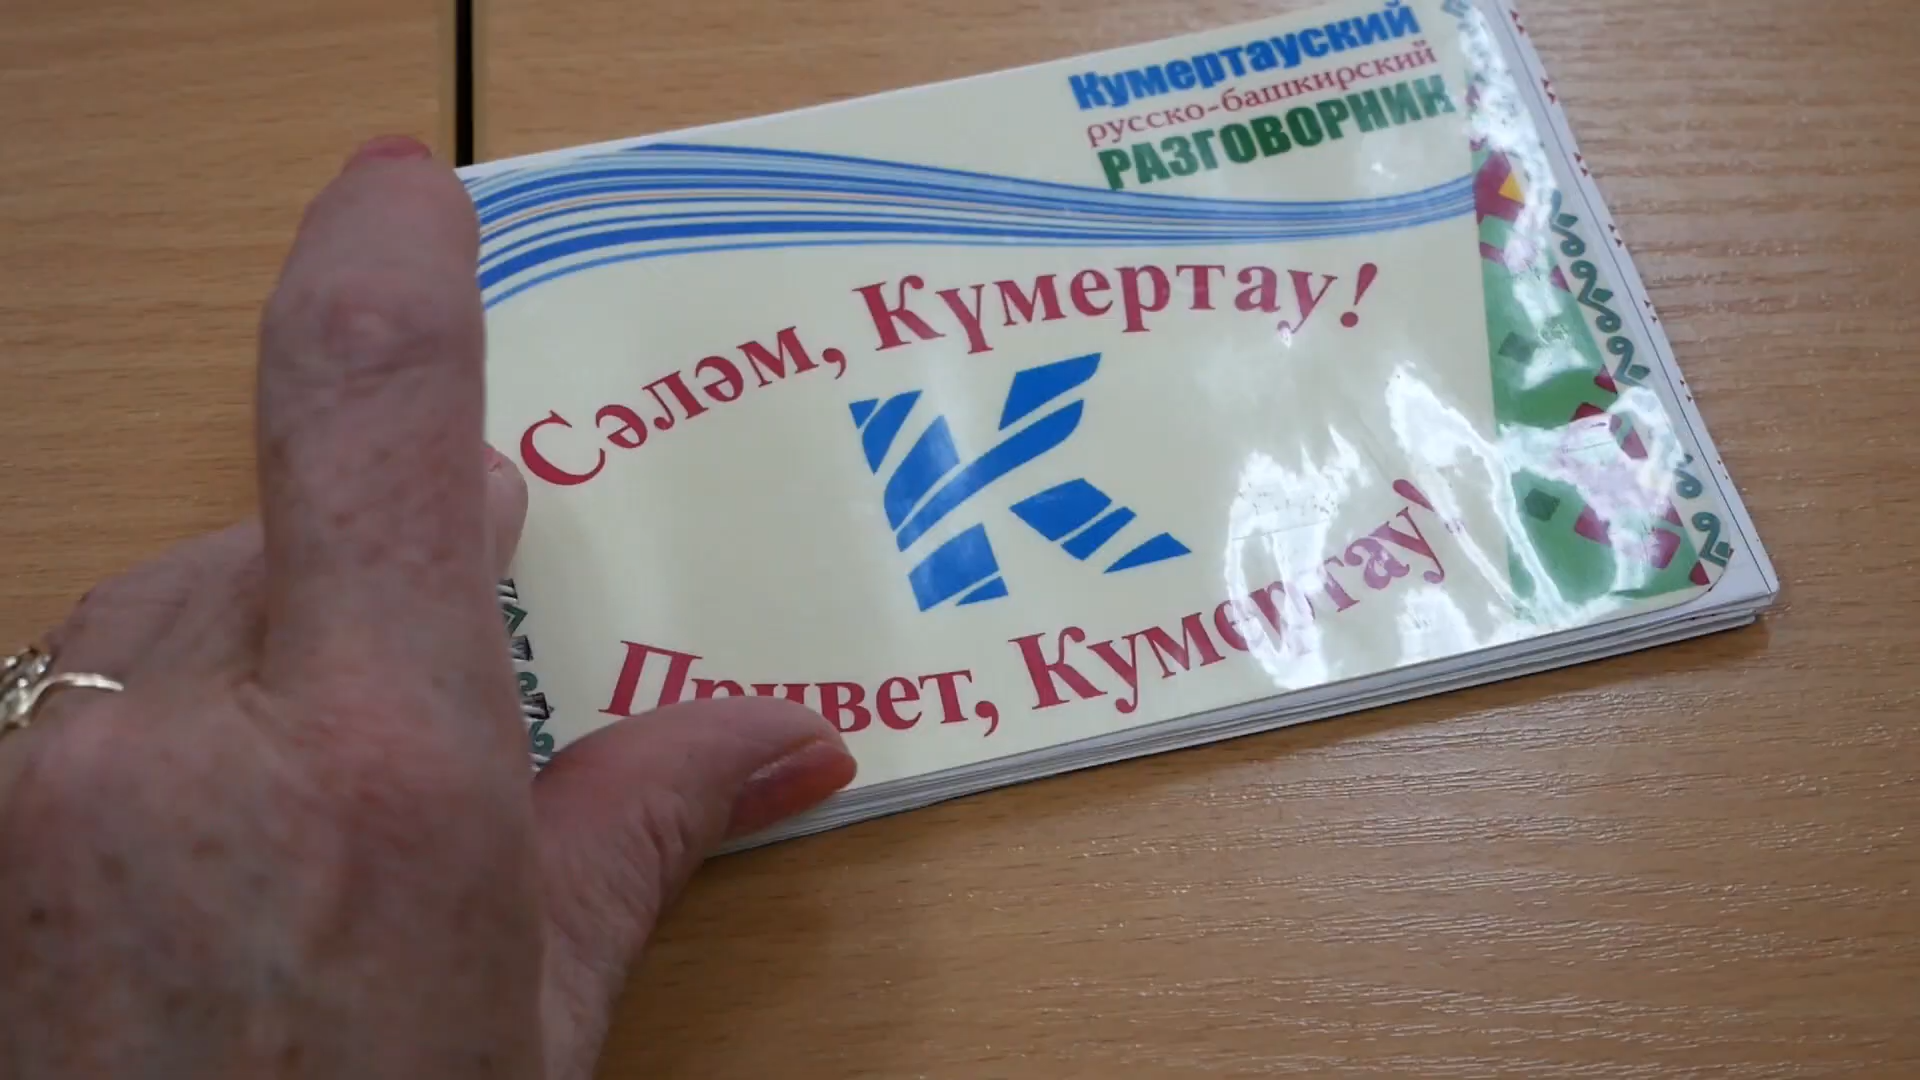 Кумертауский
русско-башкирский
РАЗГОВОРНИК
Сәләм, Күмертау!
К
Привет, Кумертау!